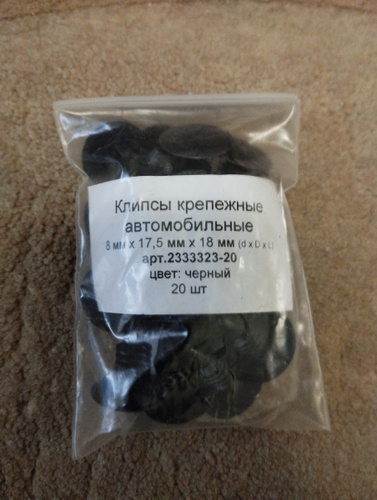 Клипсы крепежные
автомобильные
8 мм x 17,5 мм x 18 мм (d x D x L)
арт.2333323-20
цвет: черный
20 шт